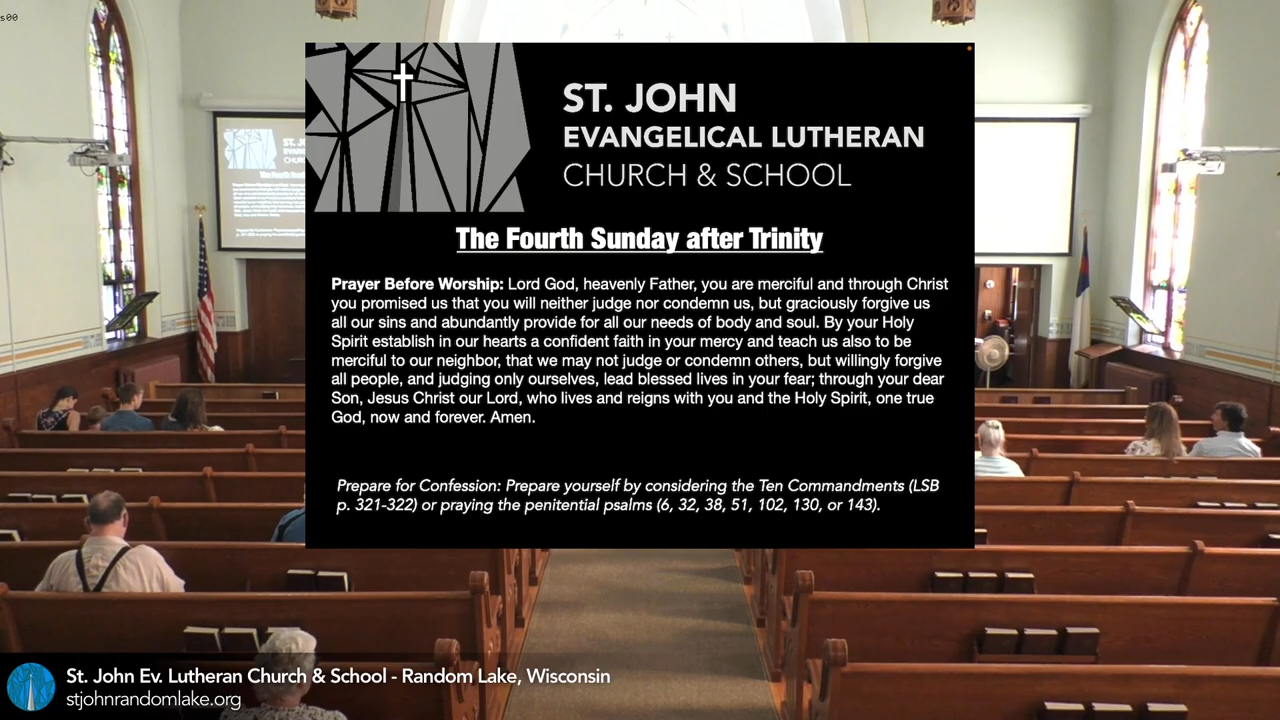 s00
ST. JOHN
EVANGELICAL LUTHERAN
CHURCH & SCHOOL
The Fourth Sunday after Trinity
Prayer Before Worship: Lord God, heavenly Father, you are merciful and through Christ
you promised us that you will neither judge nor condemn us, but graciously forgive us
all our sins and abundantly provide for all our needs of body and soul. By your Holy
Spirit establish in our hearts a confident faith in your mercy and teach us also to be
merciful to our neighbor, that we may not judge or condemn others, but willingly forgive
all people, and judging only ourselves, lead blessed lives in your fear; through your dear
Son, Jesus Christ our Lord, who lives and reigns with you and the Holy Spirit, one true
God, now and forever. Amen.
Prepare for Confession: Prepare yourself by considering the Ten Commandments (LSB
p. 321-322) or praying the penitential psalms (6, 32, 38, 51, 102, 130, or 143).
St. John Ev. Lutheran Church & School - Random Lake, Wisconsin
stjohnrandomlake.org